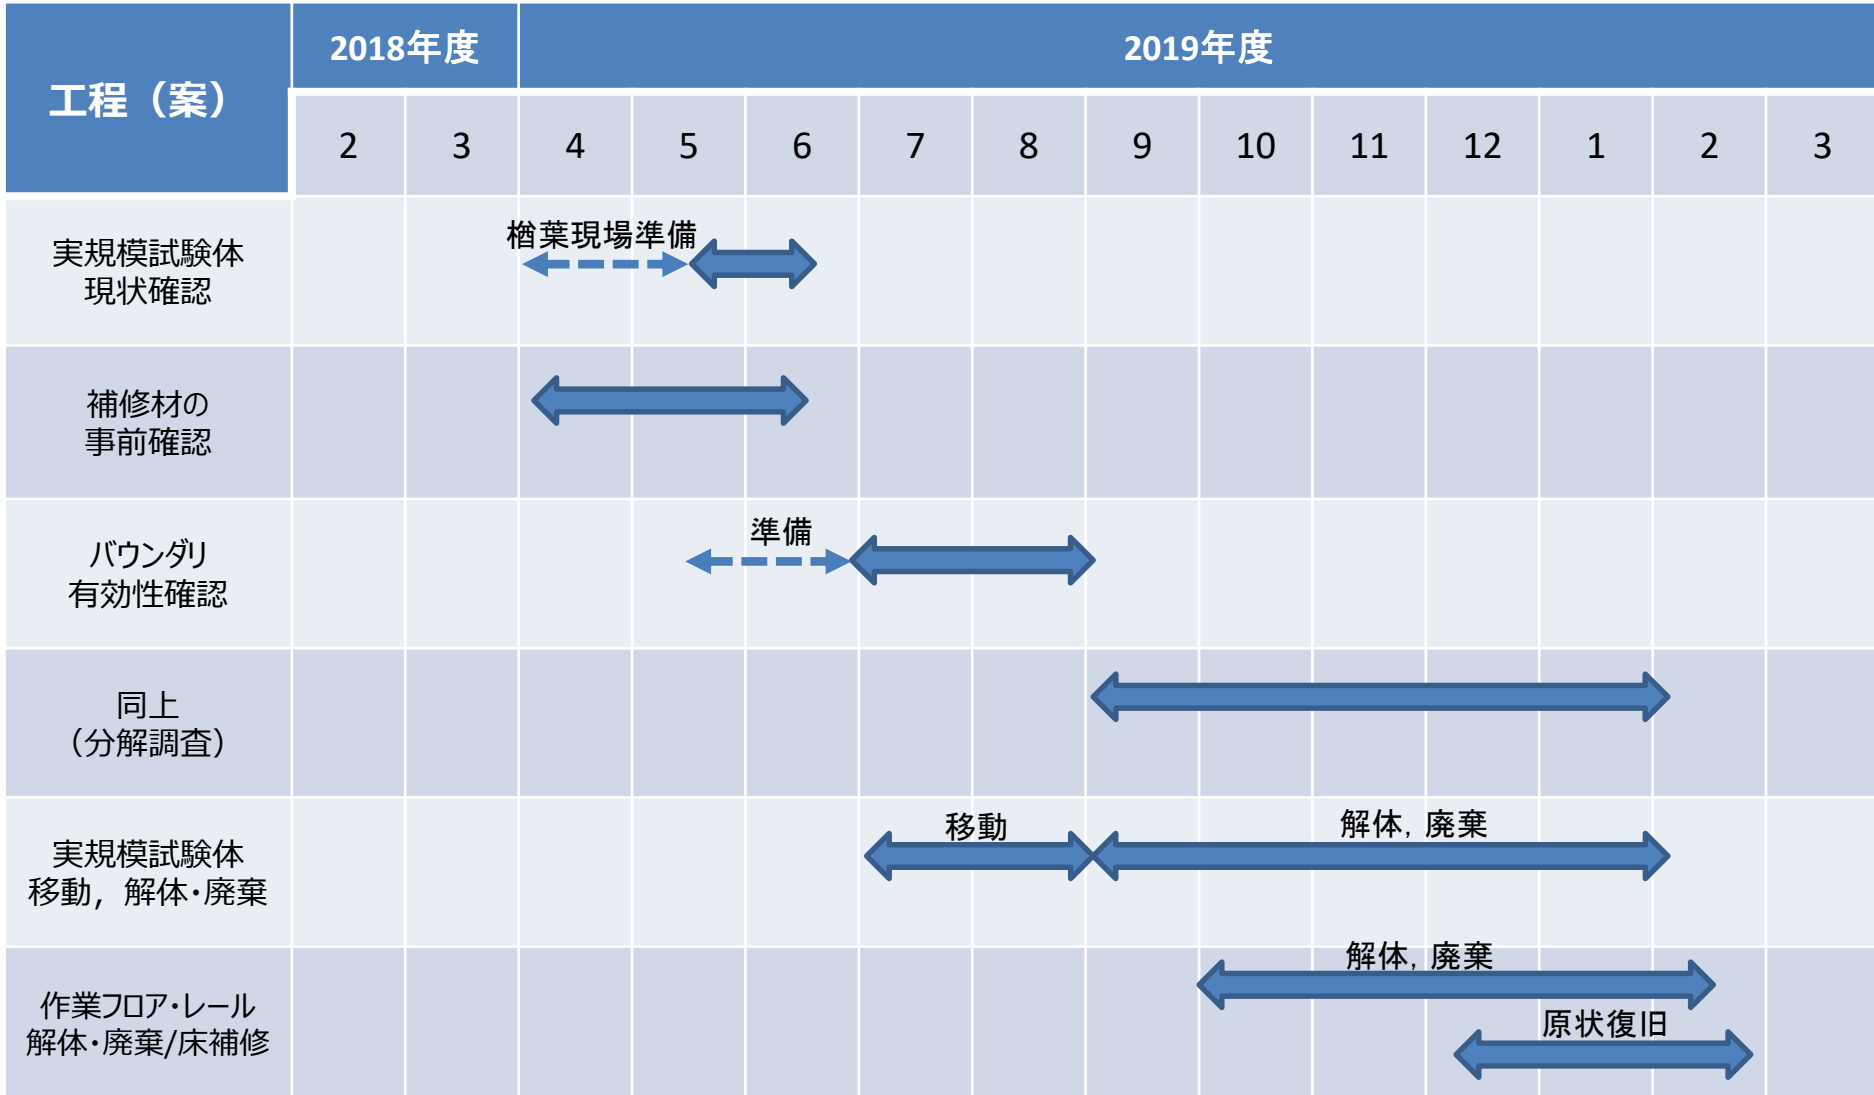 工程（案）
2018年度
2019年度
2 3 4 5 6 7 8 9 10 11 12 1 2 3
実規模試験体
現状確認
楢葉現場準備
補修材の
事前確認
バウンダリ
有効性確認
準備
同上
（分解調査）
実規模試験体
移動，解体・廃棄
移動
解体，廃棄
作業フロア・レール
解体・廃棄/床補修
解体，廃棄
原状復旧